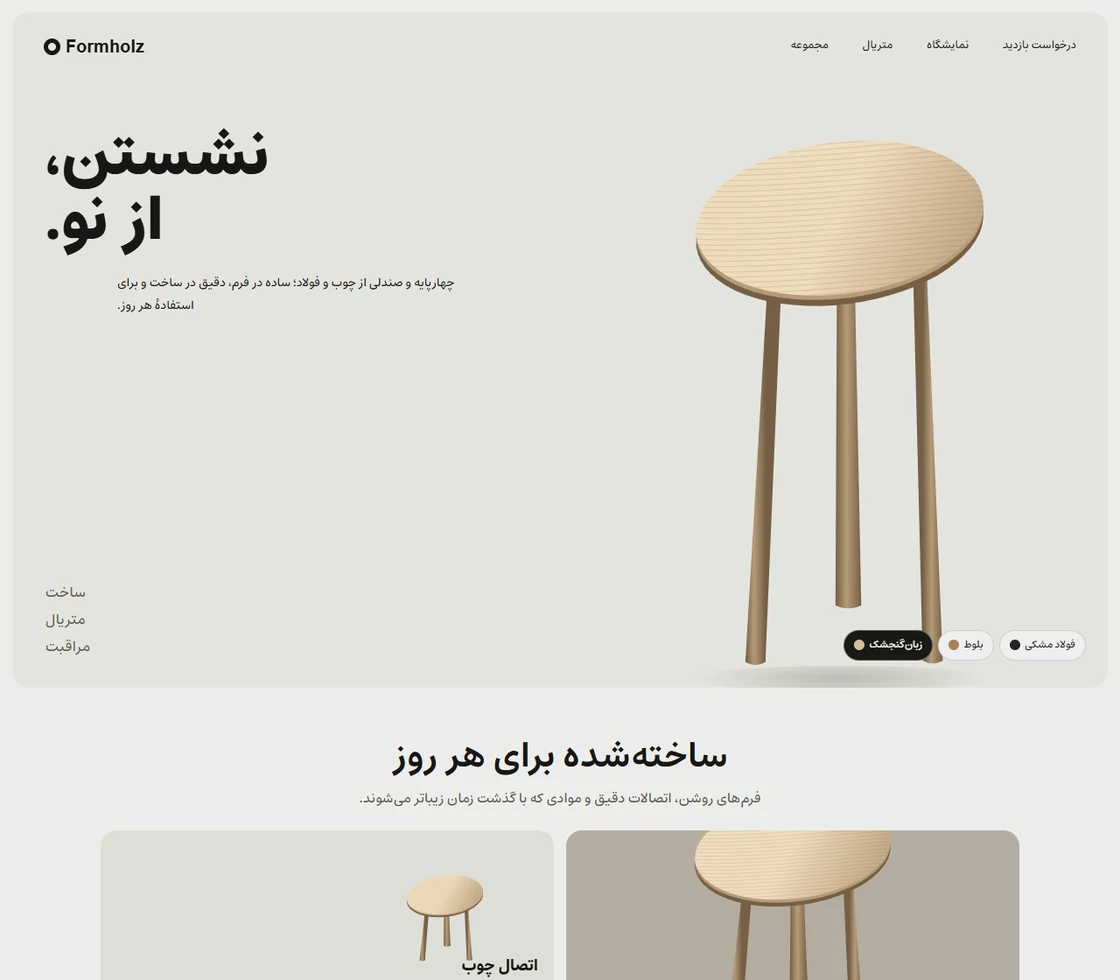 Formholz
درخواست بازدید
نمایشگاه
متریال
مجموعه
نشستن،
از نو.
چهارپایه و صندلی از چوب و فولاد؛ ساده در فرم، دقیق در ساخت و برای
استفادهٔ هر روز.
ساخت
متریال
مراقبت
فولاد مشکی
بلوط
زبان‌گنجشک
ساخته‌شده برای هر روز
فرم‌های روشن، اتصالات دقیق و موادی که با گذشت زمان زیباتر می‌شوند.
اتصال چوب